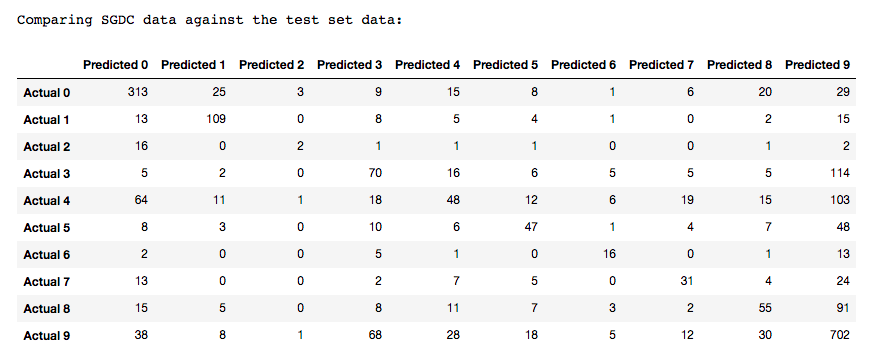 Comparing SGDC data against the test set data:
Predicted 0 Predicted 1 Predicted 2 Predicted 3 Predicted 4 Predicted 5 Predicted 6 Predicted 7 Predicted 8 Predicted 9
Actual 0 313 25 3 9 15 8 1 6 20 29
Actual 1 13 109 0 8 5 4 1 0 2 15
Actual 2 16 0 2 1 1 1 0 0 1 2
Actual 3 5 2 0 70 16 6 5 5 5 114
Actual 4 64 11 1 18 48 12 6 19 15 103
Actual 5 8 3 0 10 6 47 1 4 7 48
Actual 6 2 0 0 5 1 0 16 0 1 13
Actual 7 13 0 0 2 7 5 0 31 4 24
Actual 8 15 5 0 8 11 7 3 2 55 91
Actual 9 38 8 1 68 28 18 5 12 30 702